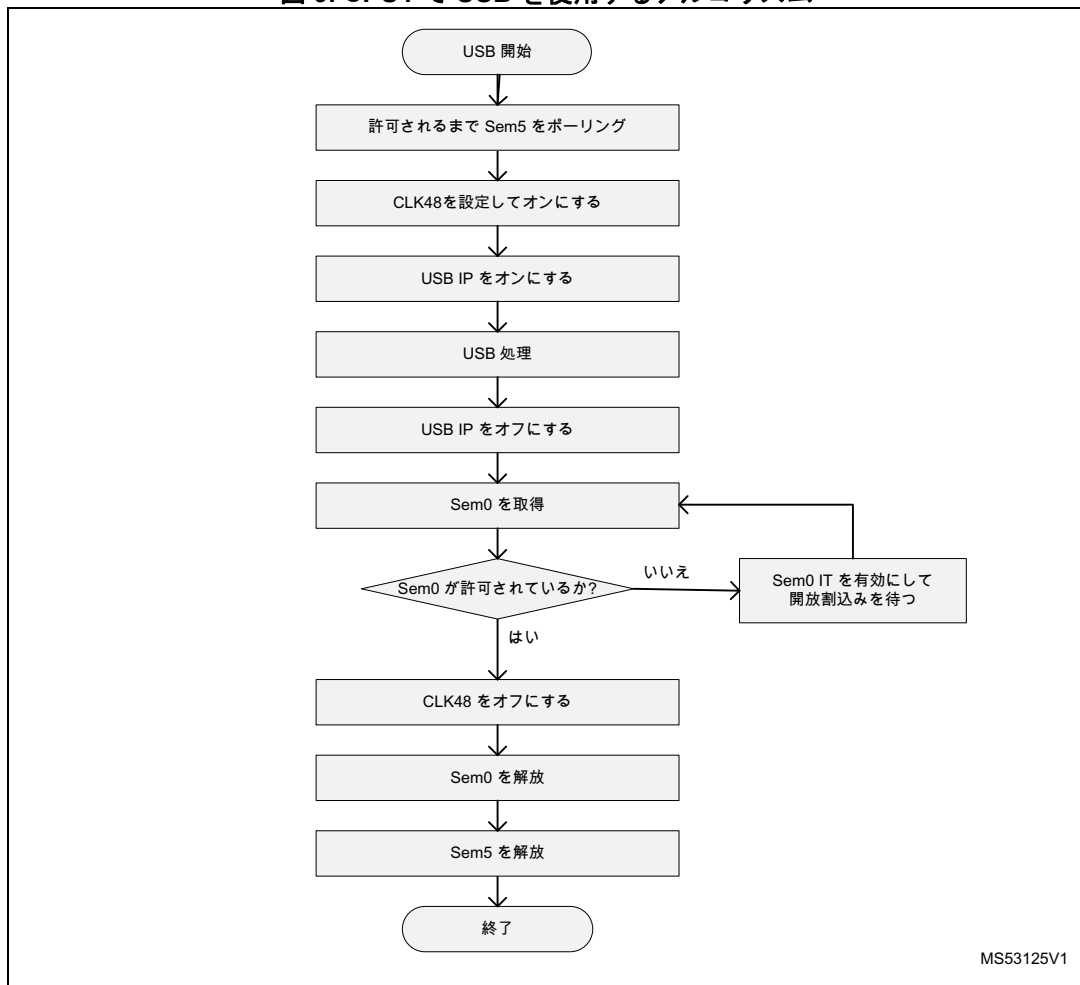 USB 開始
許可されるまで Sem5 をポーリング
CLK48を設定してオンにする
USB IP をオンにする
USB 処理
USB IP をオフにする
Sem0 を取得
Sem0 が許可されているか?
いいえ
Sem0 IT を有効にして
開放割込みを待つ
はい
CLK48 をオフにする
Sem0 を解放
Sem5 を解放
終了
MS53125V1